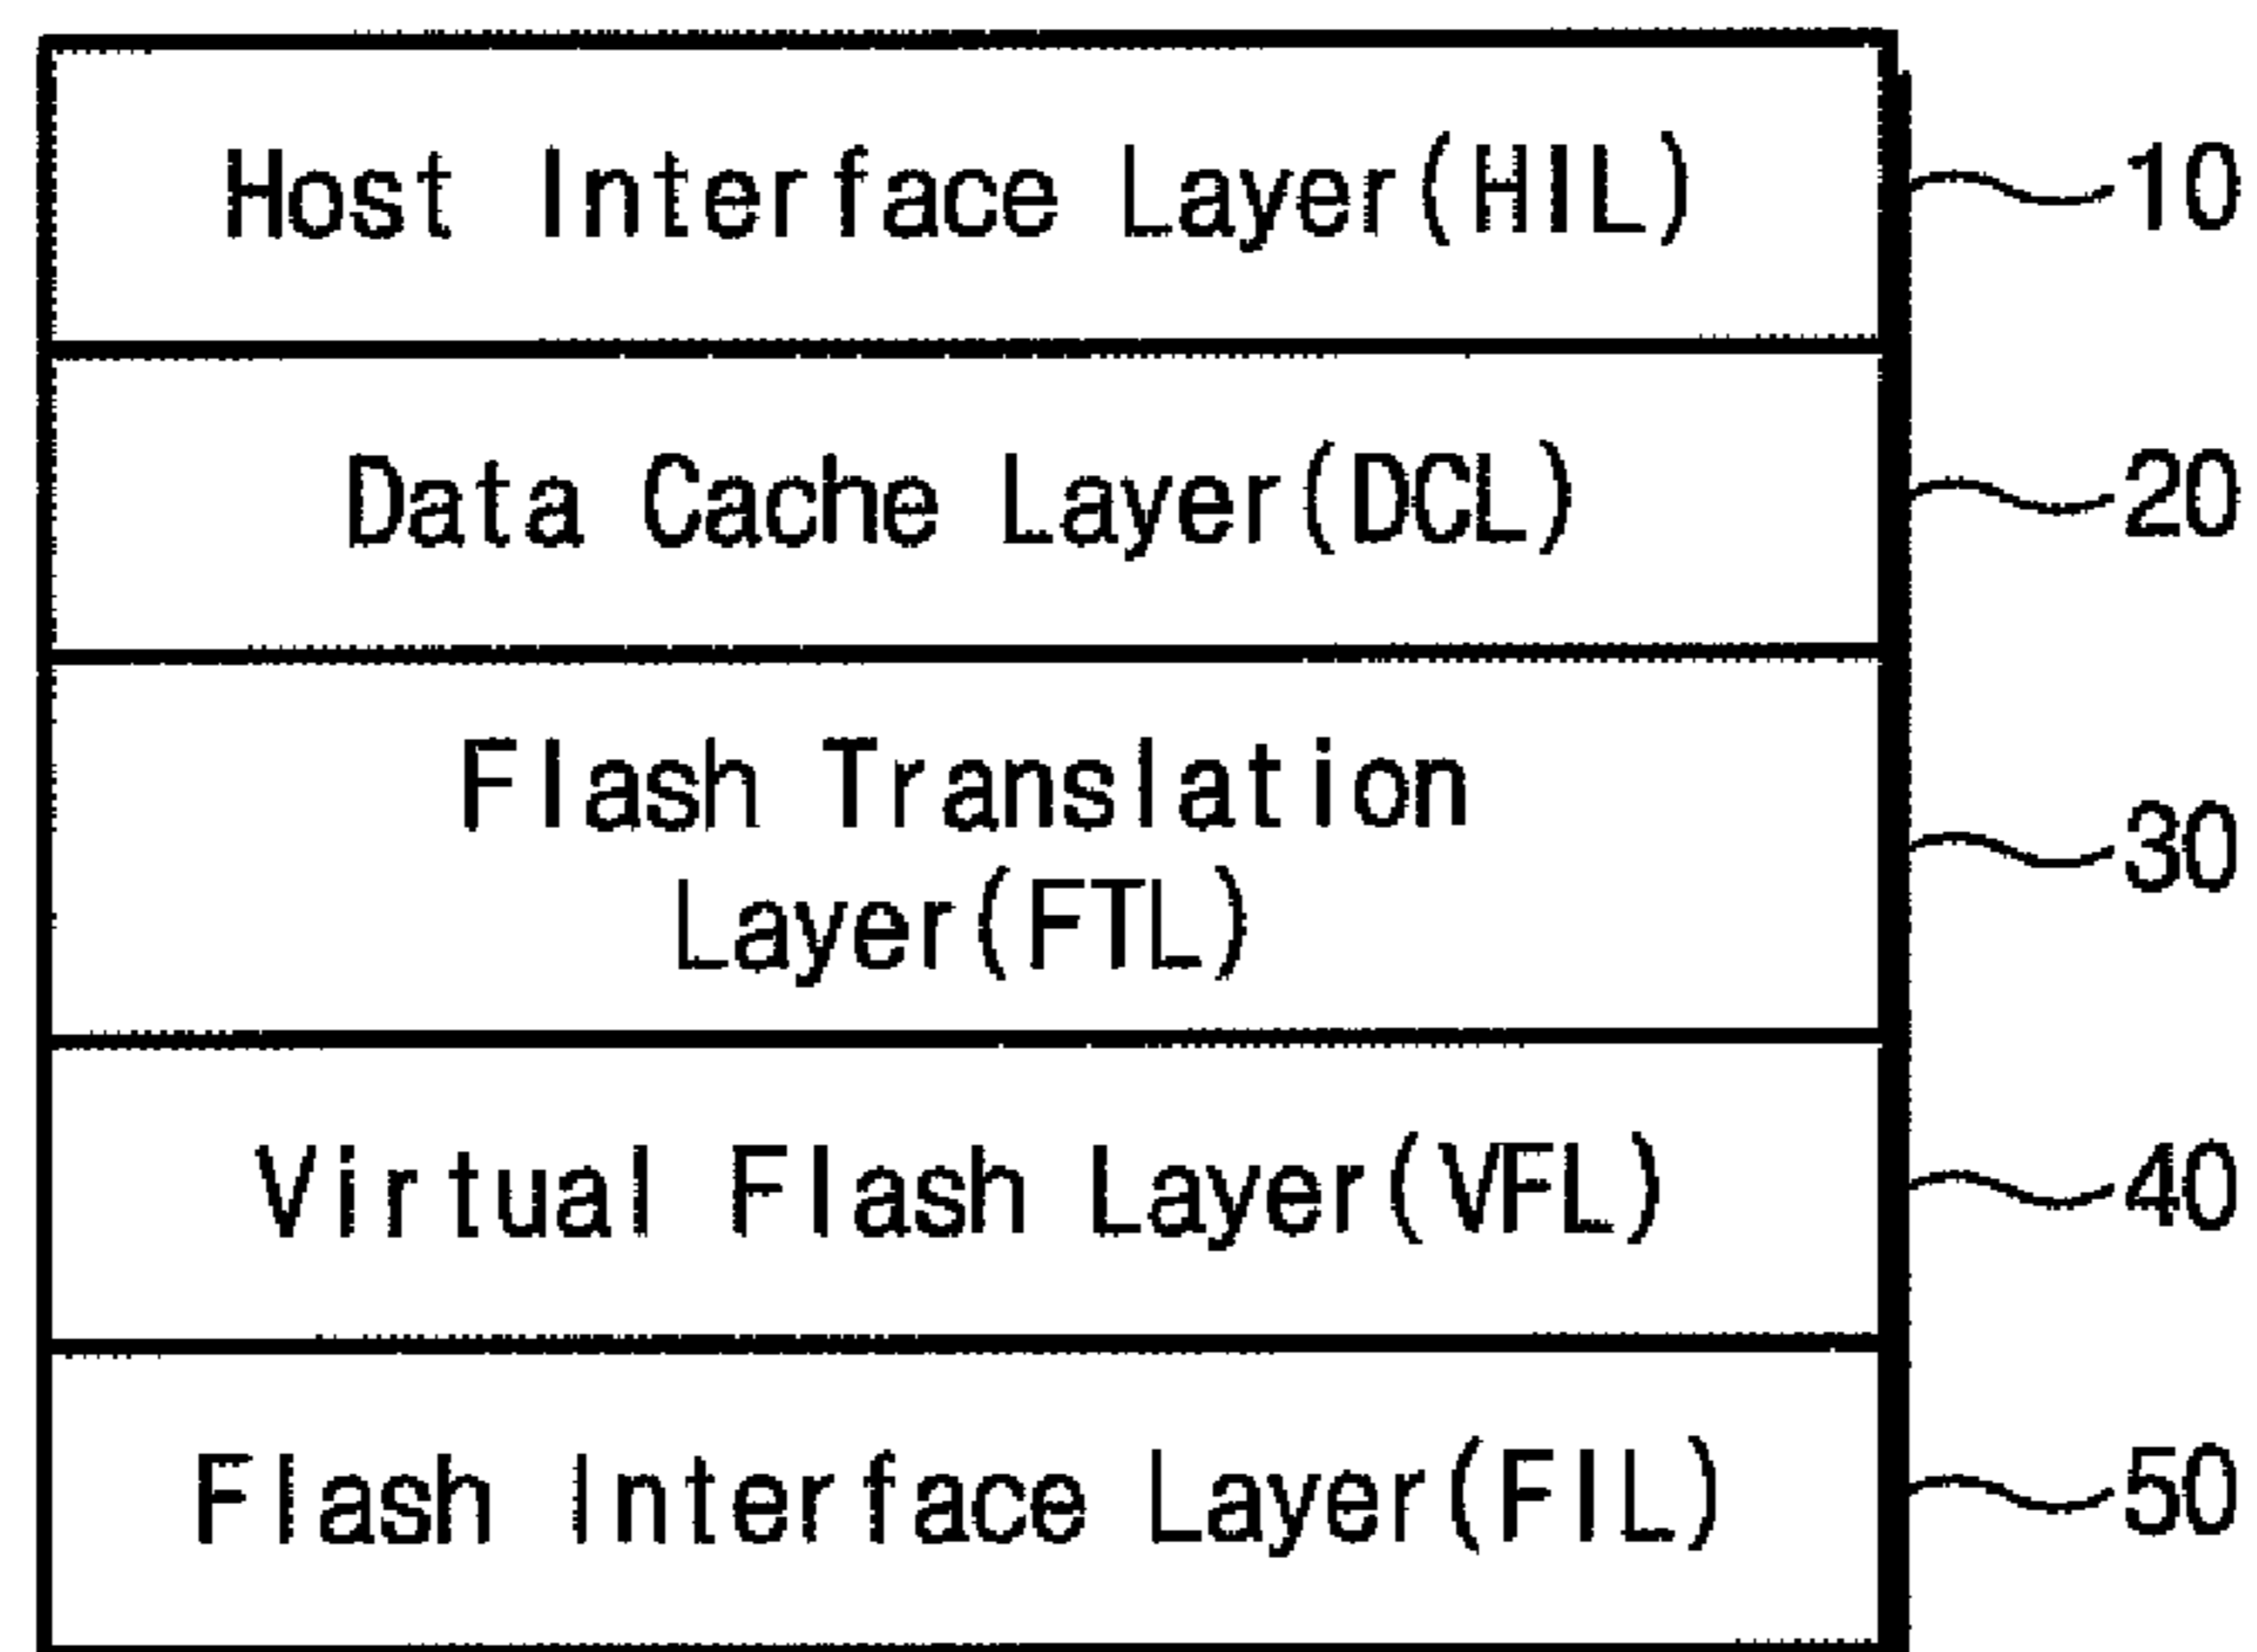 Host Interface Layer(HIL) 10
Data Cache Layer(DCL) 20
Flash Translation
Layer(FTL) 30
Virtual Flash Layer(VFL) 40
Flash Interface Layer(FIL) 50